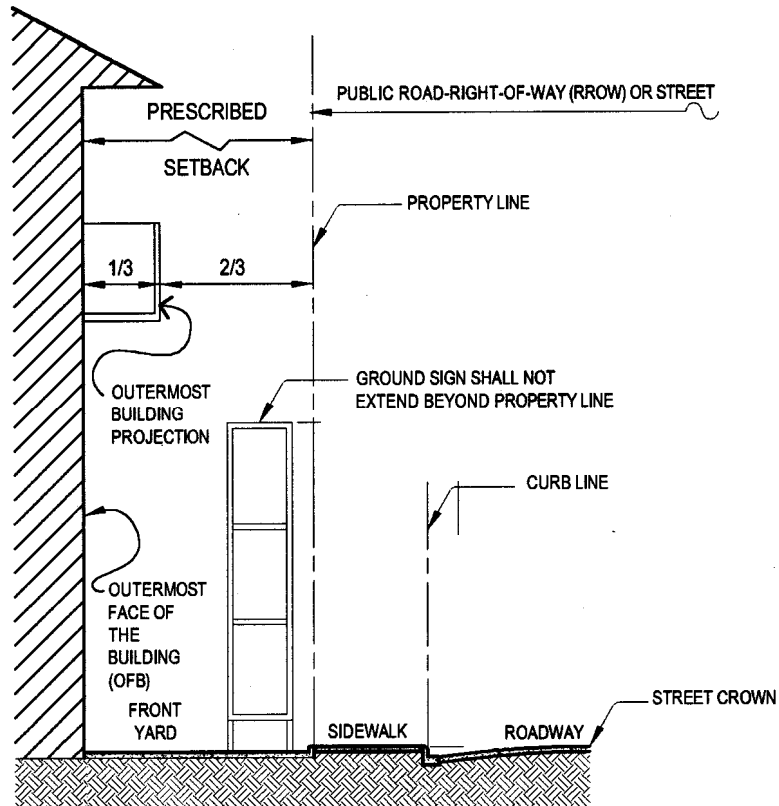 PUBLIC ROAD-RIGHT-OF-WAY (RROW) OR STREET
PRESCRIBED
SETBACK
PROPERTY LINE
1/3
2/3
GROUND SIGN SHALL NOT
EXTEND BEYOND PROPERTY LINE
OUTERMOST
BUILDING
PROJECTION
CURB LINE
OUTERMOST
FACE OF
THE
BUILDING
(OFB)
FRONT
YARD
SIDEWALK
ROADWAY
STREET CROWN